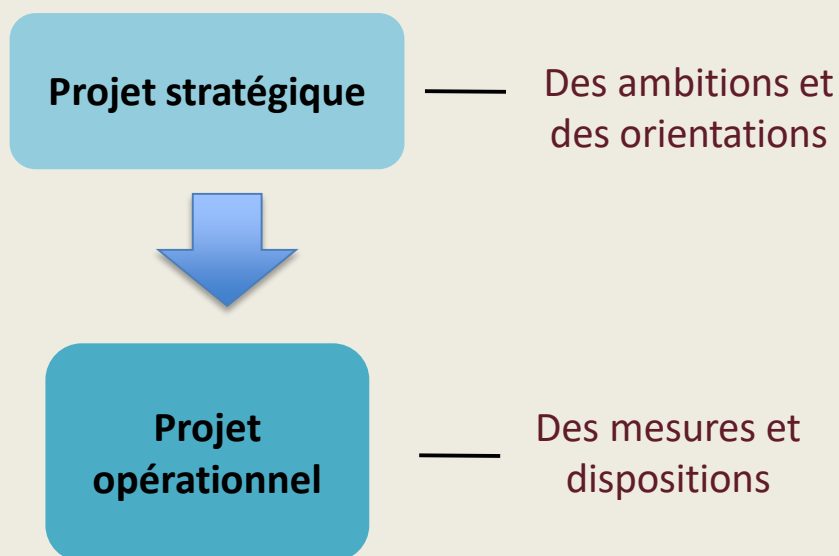 Projet stratégique
Des ambitions et
des orientations
Projet
opérationnel
Des mesures et
dispositions